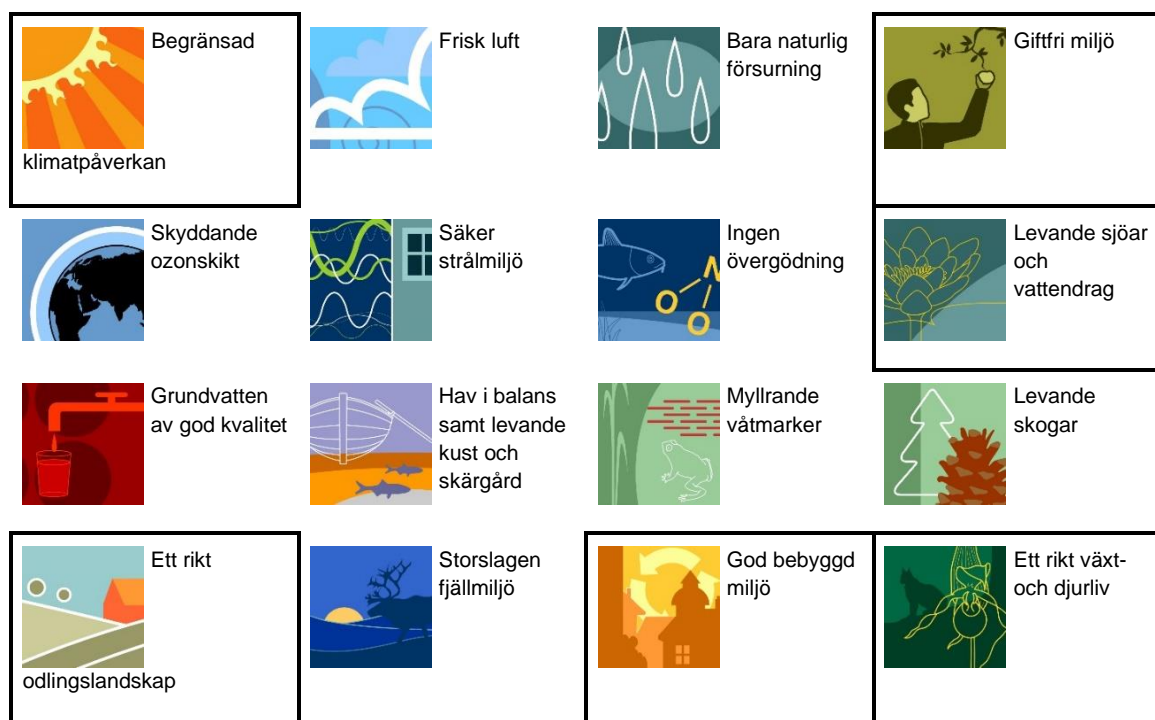 Begränsad
klimatpåverkan
Frisk luft
Bara naturlig
försurning
Giftfri miljö
Skyddande
ozonskikt
Säker
strålmiljö
Ingen
övergödning
N
O
O
Levande sjöar
och
vattendrag
Grundvatten
av god kvalitet
Hav i balans
samt levande
kust och
skärgård
Myllrande
våtmarker
Levande
skogar
Ett rikt
odlingslandskap
Storslagen
fjällmiljö
God bebyggd
miljö
Ett rikt växt-
och djurliv